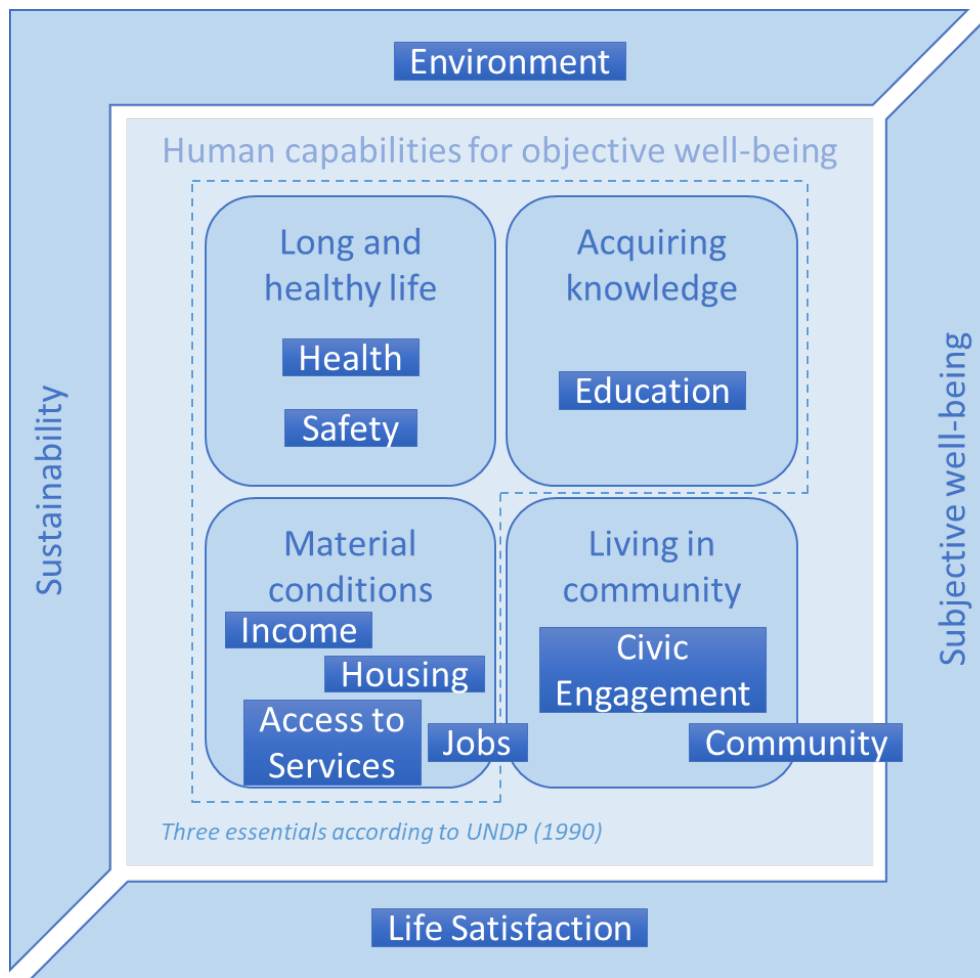 Environment
Human capabilities for objective well-being
Long and
healthy life
Health
Safety
Acquiring
knowledge
Education
Material
conditions
Income
Housing
Access to
Services
Jobs
Living in
community
Civic
Engagement
Community
Three essentials according to UNDP (1990)
Sustainability
Subjective well-being
Life Satisfaction